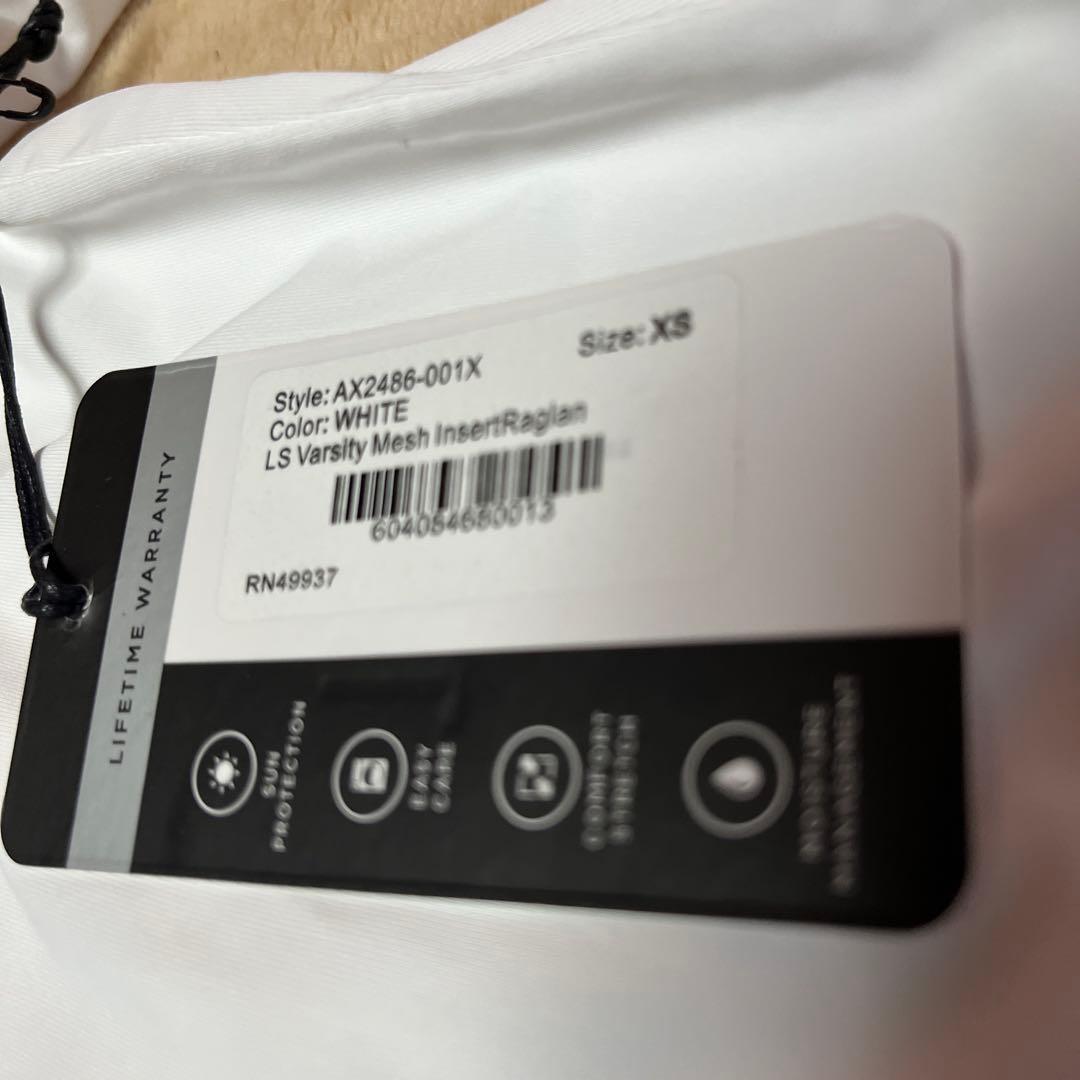 Style: AX2486-001X
Size: XS
Color: WHITE
LS Varsity Mesh InsertRaglan
604084680013
RN49937
LIFETIME WARRANTY
SUN
PROTECTION
EASY
CARE
COMFORT
STRETCH
MOISTURE
MANAGEMENT